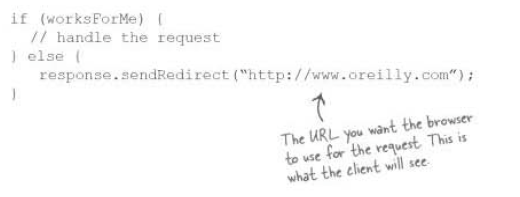 if (worksForMe) {
// handle the request
} else {
response.sendRedirect("http://www.oreilly.com");
}
The URL you want the browser
to use for the request. This is
what the client will see.